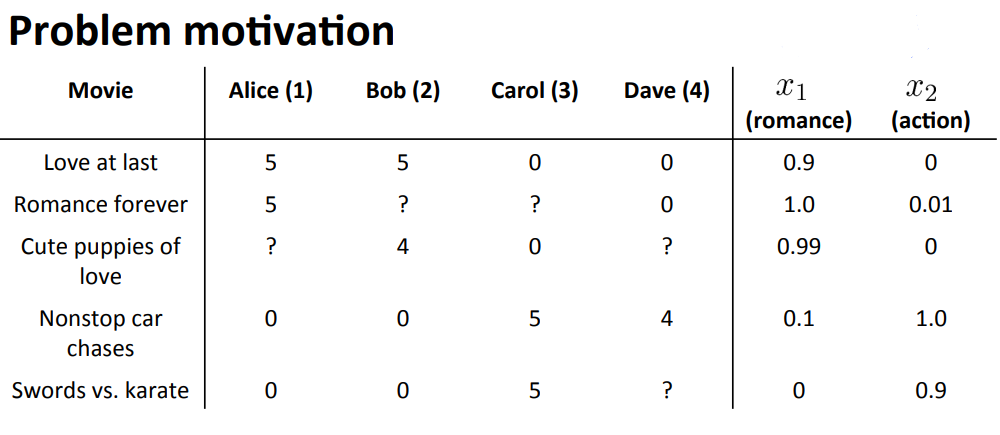 Problem motivation
Movie Alice (1) Bob (2) Carol (3) Dave (4) x₁ (romance) x₂ (action)
Love at last 5 5 0 0 0.9 0
Romance forever 5 ? ? 0 1.0 0.01
Cute puppies of love ? 4 0 ? 0.99 0
Nonstop car chases 0 0 5 4 0.1 1.0
Swords vs. karate 0 0 5 ? 0 0.9